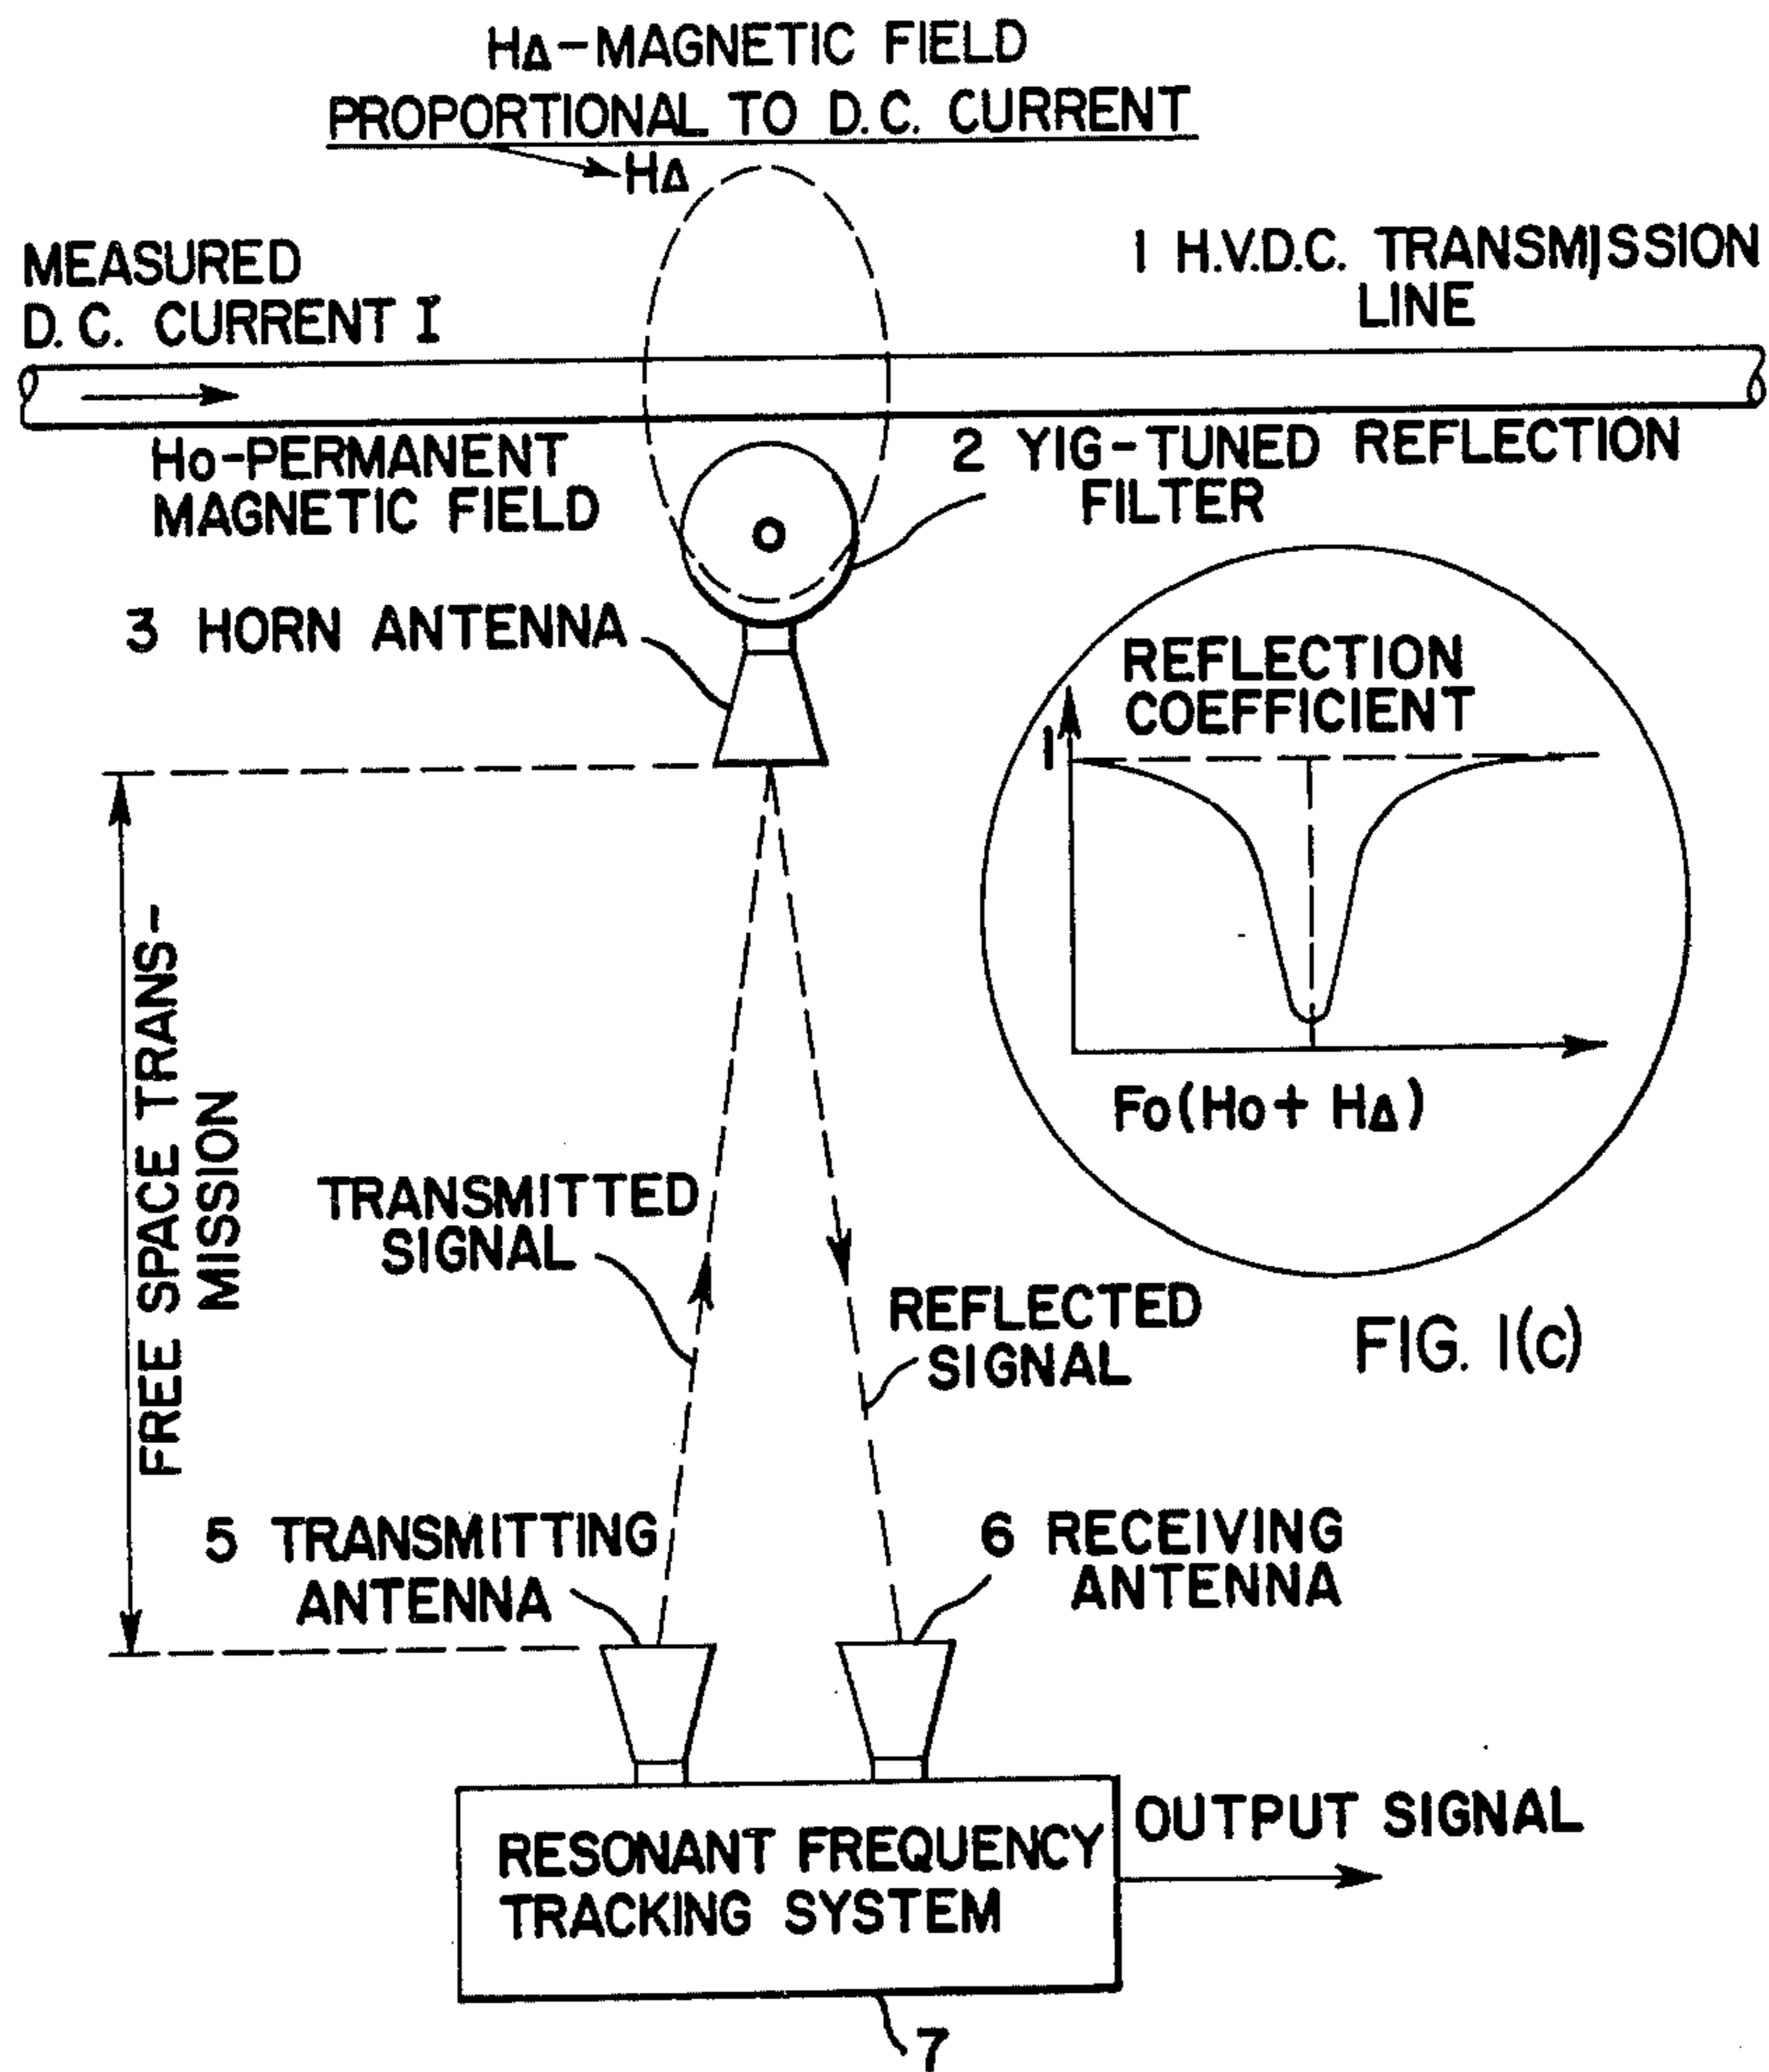 HΔ-MAGNETIC FIELD
PROPORTIONAL TO D.C. CURRENT
HΔ
MEASURED
D.C. CURRENT I
1 H.V.D.C. TRANSMISSION
LINE
Ho-PERMANENT
MAGNETIC FIELD
2 YIG-TUNED REFLECTION
FILTER
3 HORN ANTENNA
REFLECTION
COEFFICIENT
1
Fo(Ho+ HΔ)
FIG. 1(c)
FREE SPACE TRANS-
MISSION
TRANSMITTED
SIGNAL
REFLECTED
SIGNAL
5 TRANSMITTING
ANTENNA
6 RECEIVING
ANTENNA
RESONANT FREQUENCY
TRACKING SYSTEM
OUTPUT SIGNAL
7